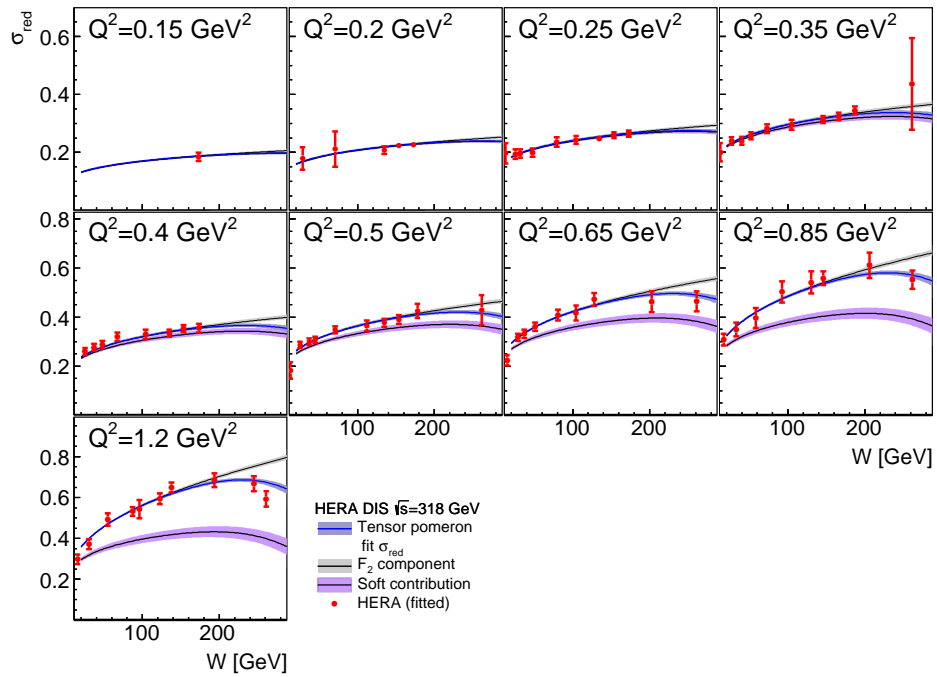 σred
Q²=0.15 GeV² Q²=0.2 GeV² Q²=0.25 GeV² Q²=0.35 GeV²
0.6
0.4
0.2
0
Q²=0.4 GeV² Q²=0.5 GeV² Q²=0.65 GeV² Q²=0.85 GeV²
0.8
0.6
0.4
0.2
0
100 200 100 200 100 200
W [GeV]
Q²=1.2 GeV²
0.8
0.6
0.4
0.2
100 200
W [GeV]
HERA DIS √s=318 GeV
Tensor pomeron
fit σred
F₂ component
Soft contribution
HERA (fitted)